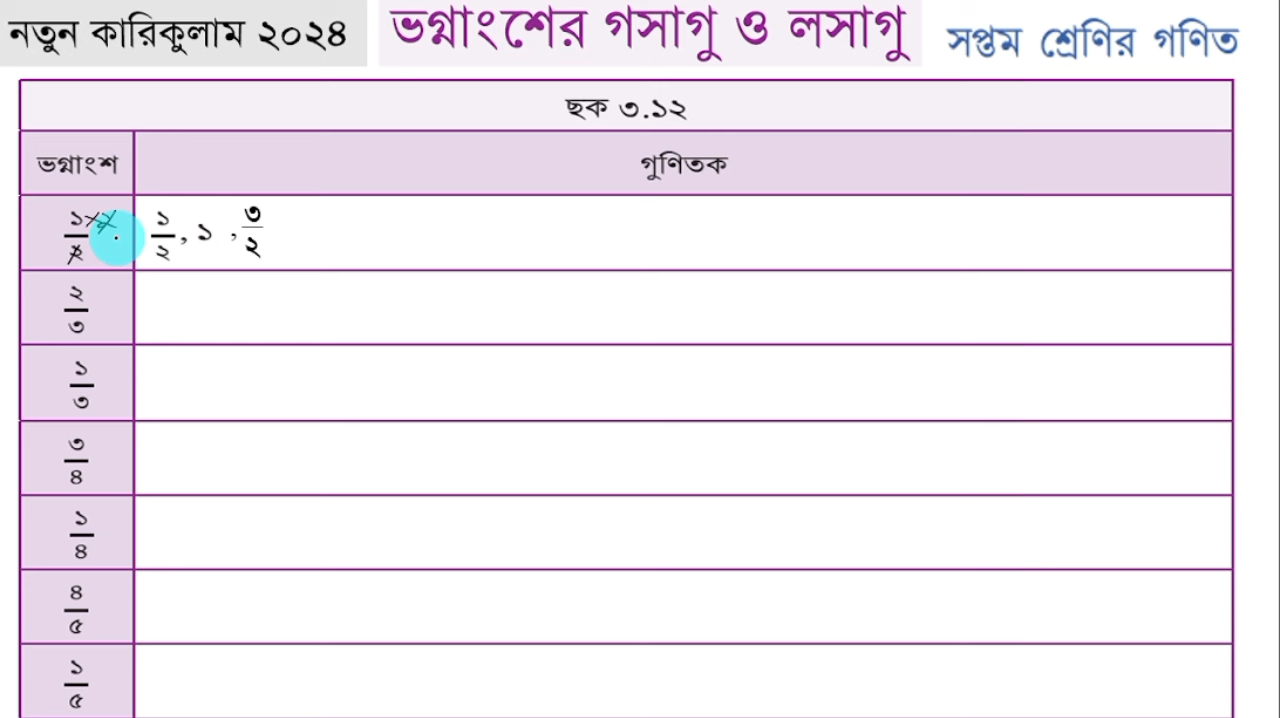 নতুন কারিকুলাম ২০২৪ ভগ্নাংশের গসাগু ও লসাগু সপ্তম শ্রেণির গণিত
ছক ৩.১২
ভগ্নাংশ গুণিতক
১×২/২ ১/২, ১ , ৩/২
২/৩
১/৩
৩/৪
১/৪
৪/৫
১/৫